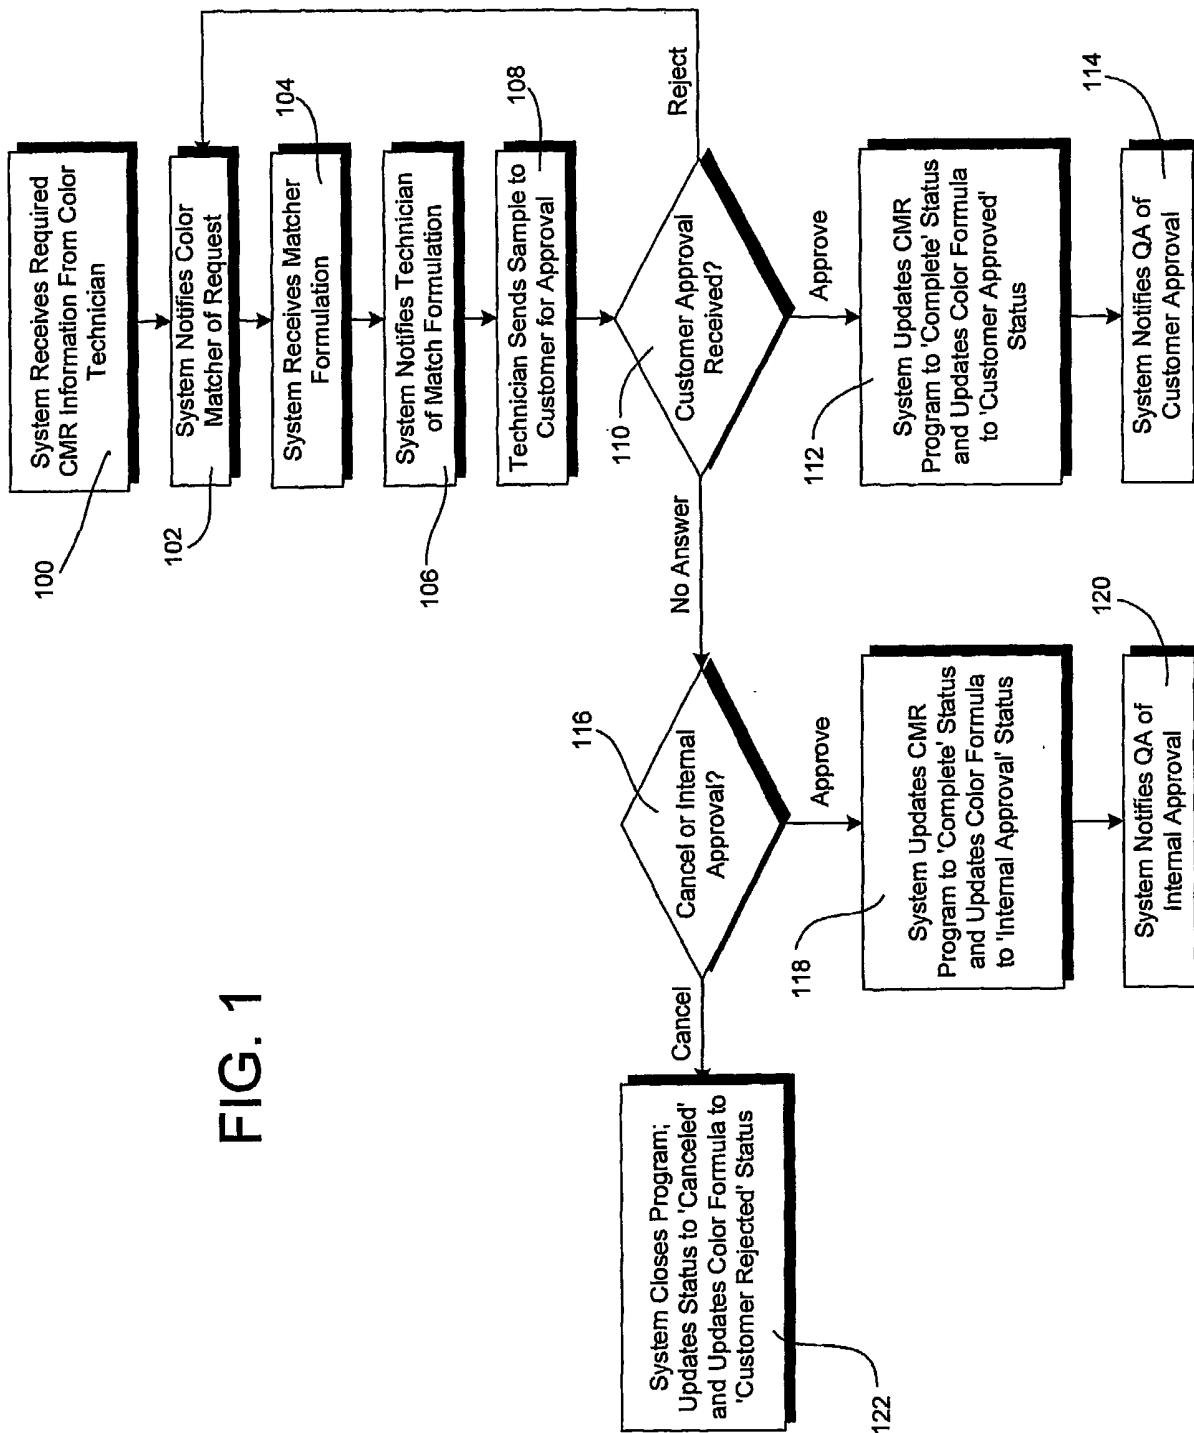 FIG. 1
System Receives Required
CMR Information From Color
Technician
100
System Notifies Color
Matcher of Request
102
System Receives Matcher
Formulation
104
System Notifies Technician
of Match Formulation
106
Technician Sends Sample to
Customer for Approval
108
Customer Approval
Received?
110
Reject
Approve
No Answer
System Updates CMR
Program to 'Complete' Status
and Updates Color Formula
to 'Customer Approved'
Status
112
System Notifies QA of
Customer Approval
114
Cancel or Internal
Approval?
116
Approve
Cancel
System Updates CMR
Program to 'Complete' Status
and Updates Color Formula
to 'Internal Approval' Status
118
System Notifies QA of
Internal Approval
120
System Closes Program;
Updates Status to 'Canceled'
and Updates Color Formula to
'Customer Rejected' Status
122